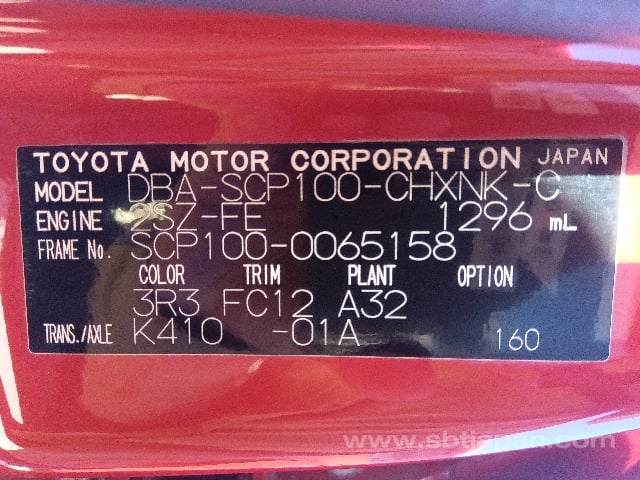 TOYOTA MOTOR CORPORATION JAPAN
MODEL DBA-SCP100-CHXNK-C
ENGINE 2SZ-FE 1296 mL
FRAME No. SCP100-0065158
COLOR TRIM PLANT OPTION
3R3 FC12 A32
TRANS./AXLE K410 -01A 160
www.sbtjapan.com